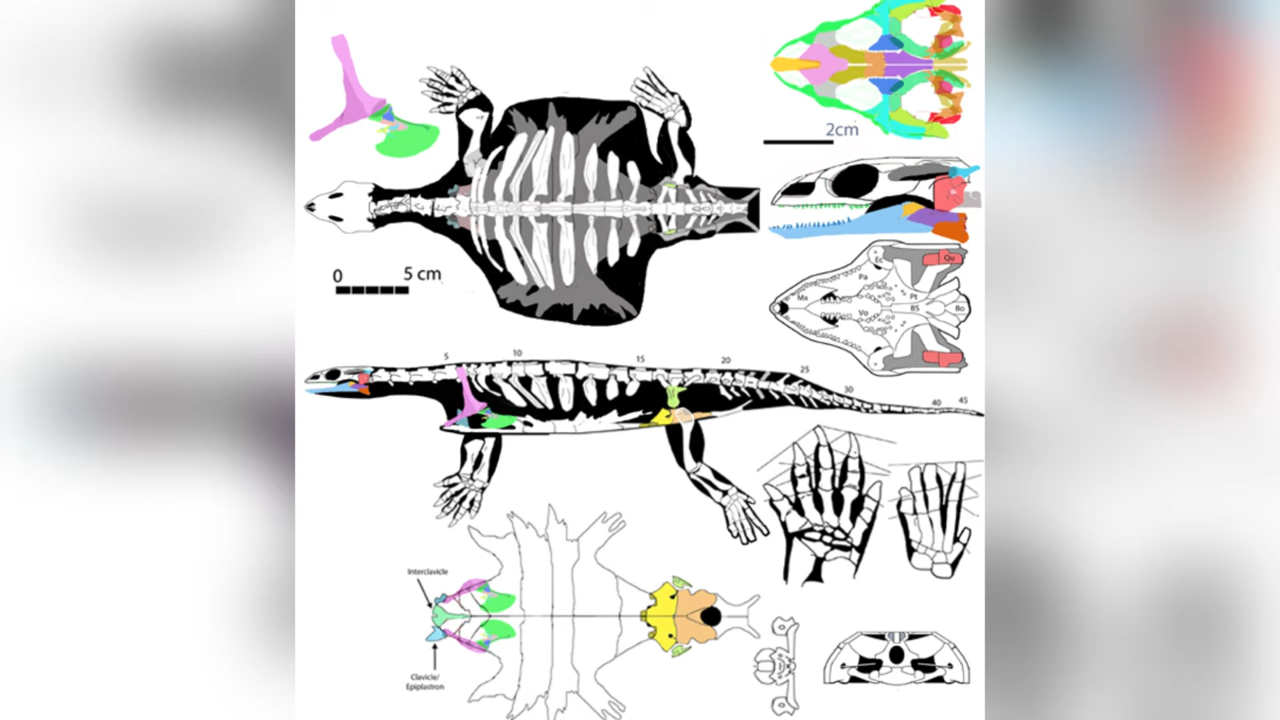 2cm
0 5 cm
Ec
Qu
Pa
Mx
Pt
Vo
BS
Bo
5 10 15 20 25 30 40 45
Interclavicle
Clavicle/
Epiplastron